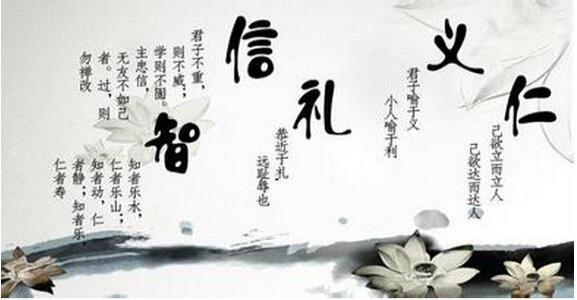 仁
己欲立而立人
己欲达而达人
义
君子喻于义
小人喻于利
礼
恭近于扎
远耻辱也
信
君子不重,
则不威;
学则不固。
主忠信,
无友不如己
者。过,则
勿禅改
智
知者乐水,
仁者乐山;
知者动,仁
者静;知者乐,
仁者寿